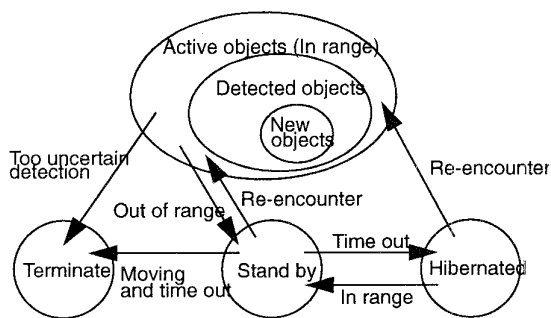 Active objects (In range)
Detected objects
New
objects
Too uncertain
detection
Re-encounter
Re-encounter
Out of range
Time out
Terminate
Stand by
Hibernated
Moving
and time out
In range